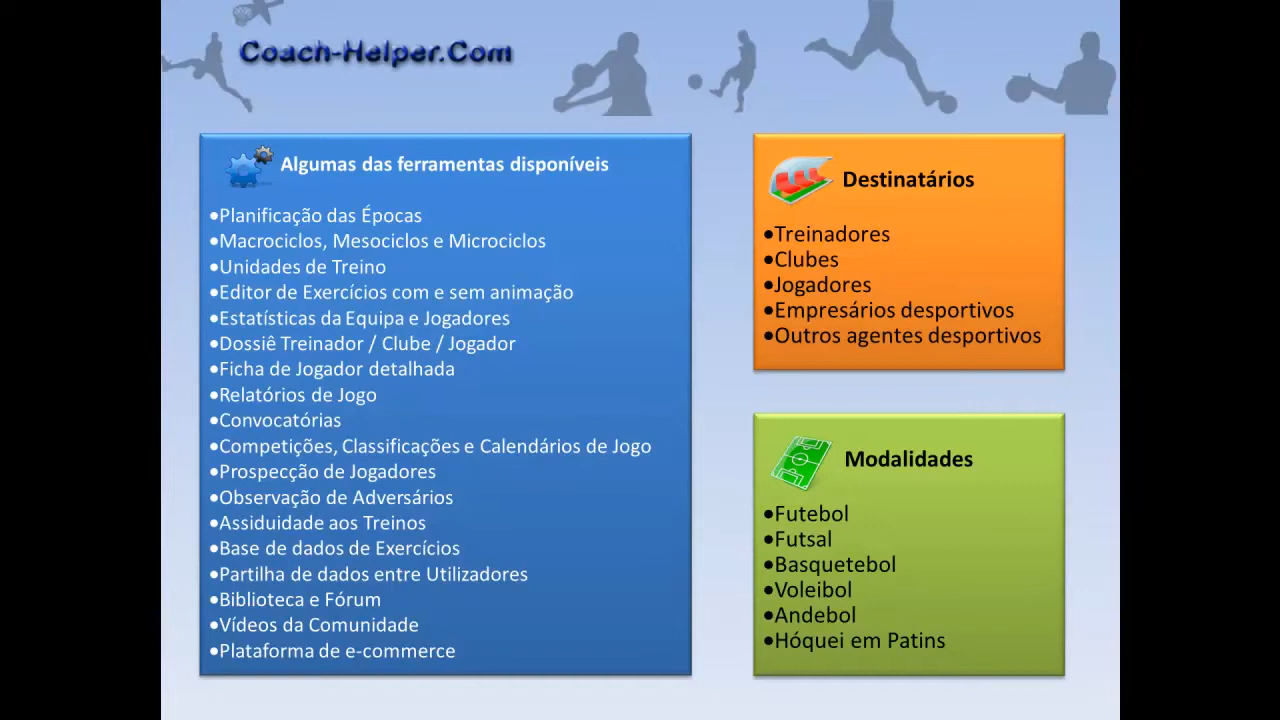 Coach-Helper.Com
Algumas das ferramentas disponíveis
•Planificação das Épocas
•Macrociclos, Mesociclos e Microciclos
•Unidades de Treino
•Editor de Exercícios com e sem animação
•Estatísticas da Equipa e Jogadores
•Dossiê Treinador / Clube / Jogador
•Ficha de Jogador detalhada
•Relatórios de Jogo
•Convocatórias
•Competições, Classificações e Calendários de Jogo
•Prospecção de Jogadores
•Observação de Adversários
•Assiduidade aos Treinos
•Base de dados de Exercícios
•Partilha de dados entre Utilizadores
•Biblioteca e Fórum
•Vídeos da Comunidade
•Plataforma de e-commerce
Destinatários
•Treinadores
•Clubes
•Jogadores
•Empresários desportivos
•Outros agentes desportivos
Modalidades
•Futebol
•Futsal
•Basquetebol
•Voleibol
•Andebol
•Hóquei em Patins